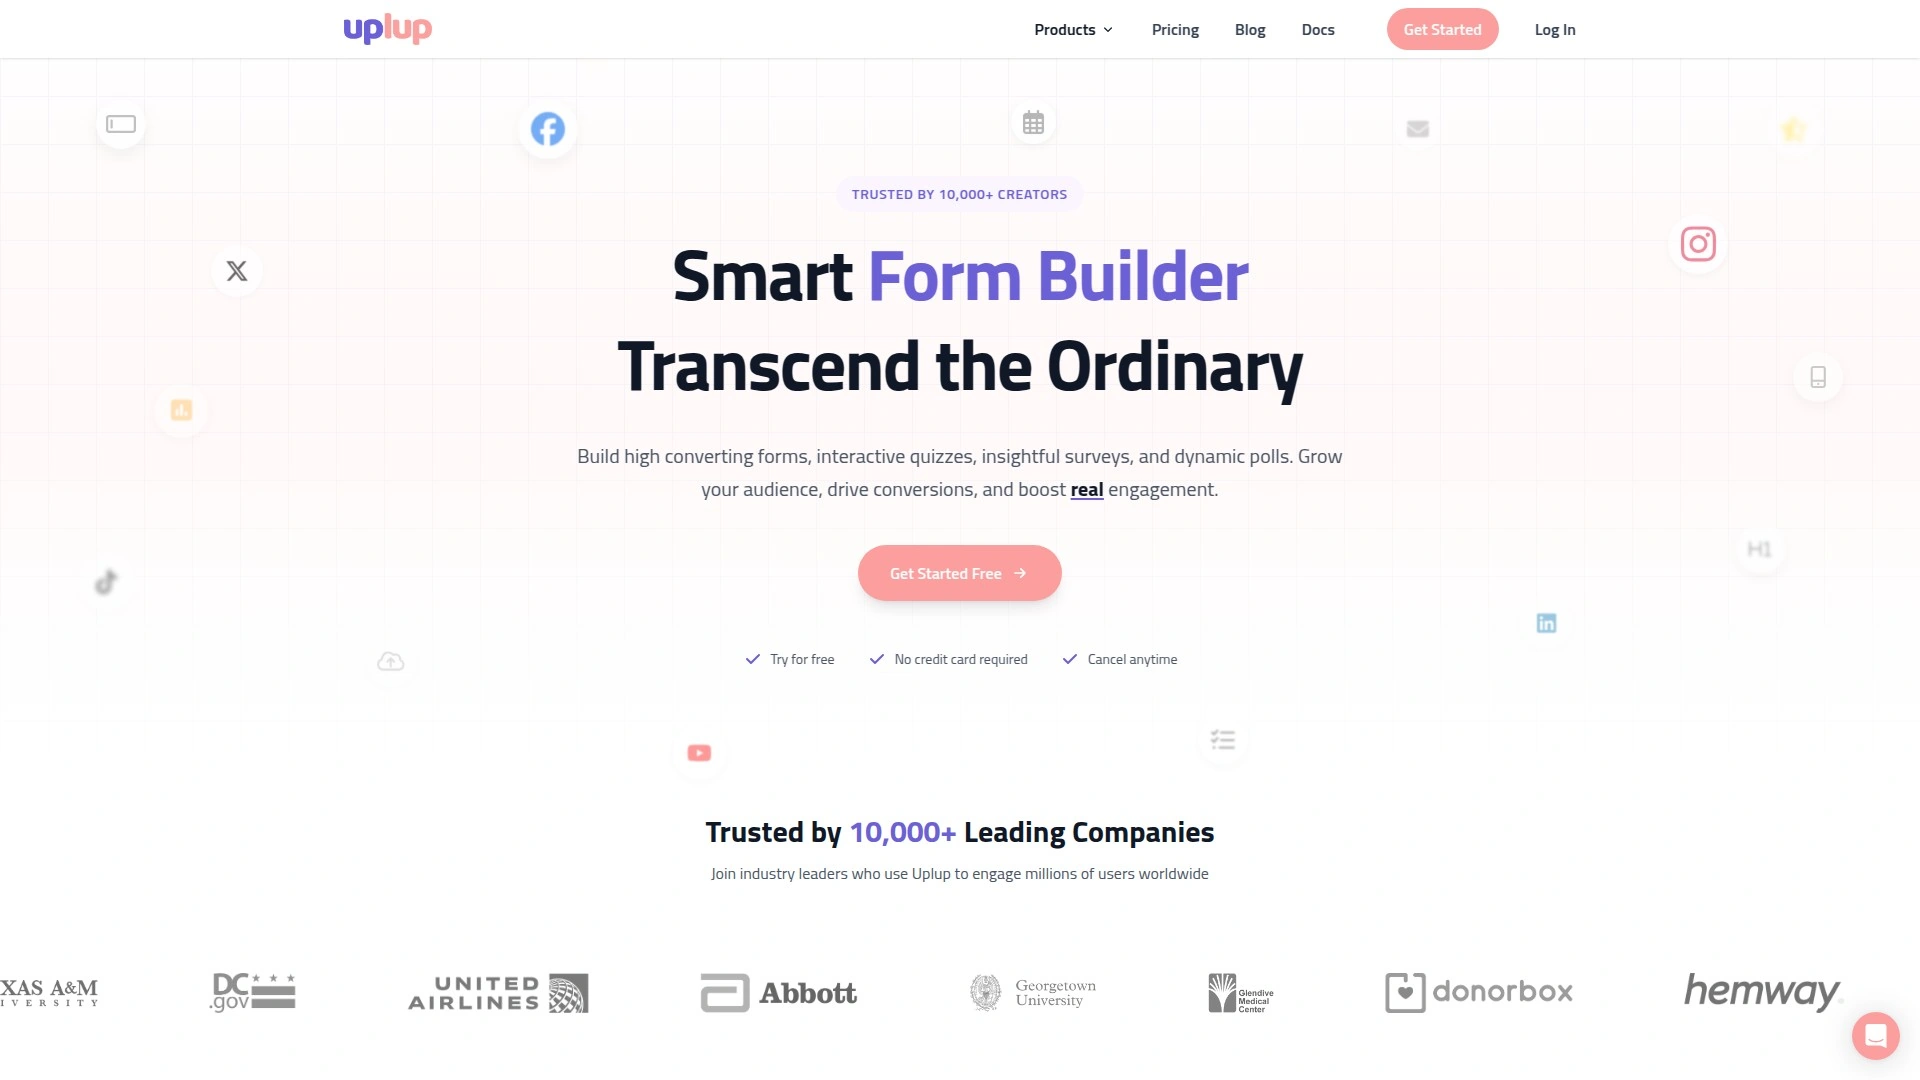 uplup
Products
Pricing
Blog
Docs
Get Started
Log In
TRUSTED BY 10,000+ CREATORS
Smart Form Builder
Transcend the Ordinary
Build high converting forms, interactive quizzes, insightful surveys, and dynamic polls. Grow
your audience, drive conversions, and boost real engagement.
H1
Get Started Free
in
Try for free
No credit card required
Cancel anytime
Trusted by 10,000+ Leading Companies
Join industry leaders who use Uplup to engage millions of users worldwide
XAS A&M
IVERSITY
DC
.gov
UNITED
AIRLINES
Abbott
Georgetown
University
Glendive
Medical
Center
donorbox
hemway.